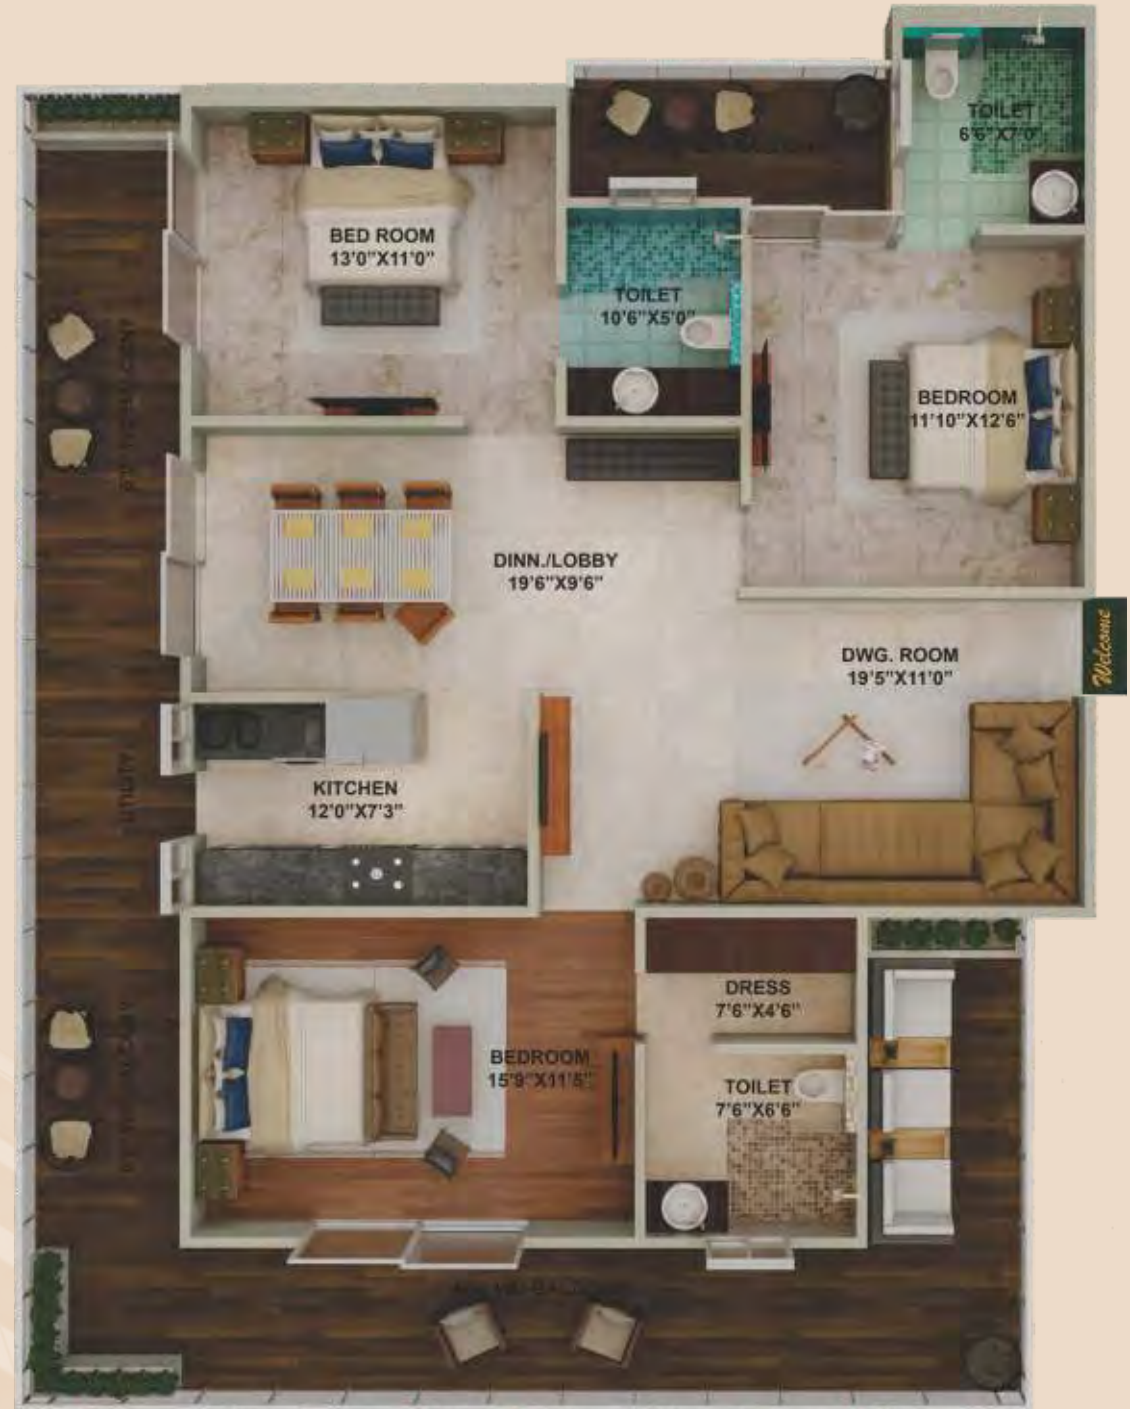 TOILET
6'6"X7'0"
BED ROOM
13'0"X11'0"
TOILET
10'6"X5'0"
BEDROOM
11'10"X12'6"
DINN./LOBBY
19'6"X9'6"
Welcome
DWG. ROOM
19'5"X11'0"
KITCHEN
12'0"X7'3"
UTILITY
DRESS
7'6"X4'6"
BEDROOM
15'9"X11'5"
TOILET
7'6"X6'6"